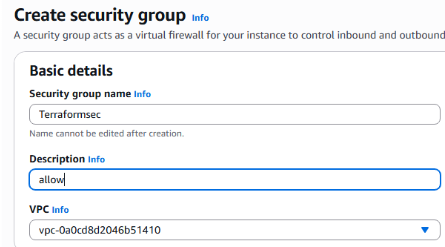 Create security group Info
A security group acts as a virtual firewall for your instance to control inbound and outbound
Basic details
Security group name Info
Terraformsec
Name cannot be edited after creation.
Description Info
allow
VPC Info
vpc-0a0cd8d2046b51410